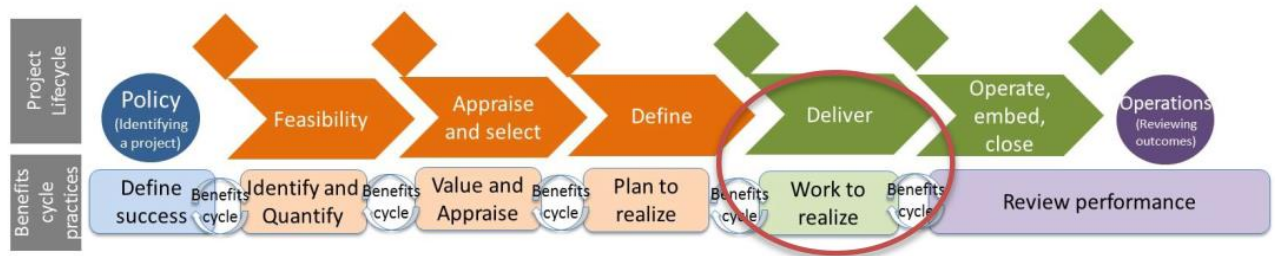 Project
Lifecycle
Policy
(Identifying
a project)
Feasibility
Appraise
and select
Define
Deliver
Operate,
embed,
close
Operations
(Reviewing
outcomes)
Benefits
cycle
practices
Define
success
Benefits
cycle
Identify and
Quantify
Benefits
cycle
Value and
Appraise
Benefits
cycle
Plan to
realize
Benefits
cycle
Work to
realize
Benefits
cycle
Review performance